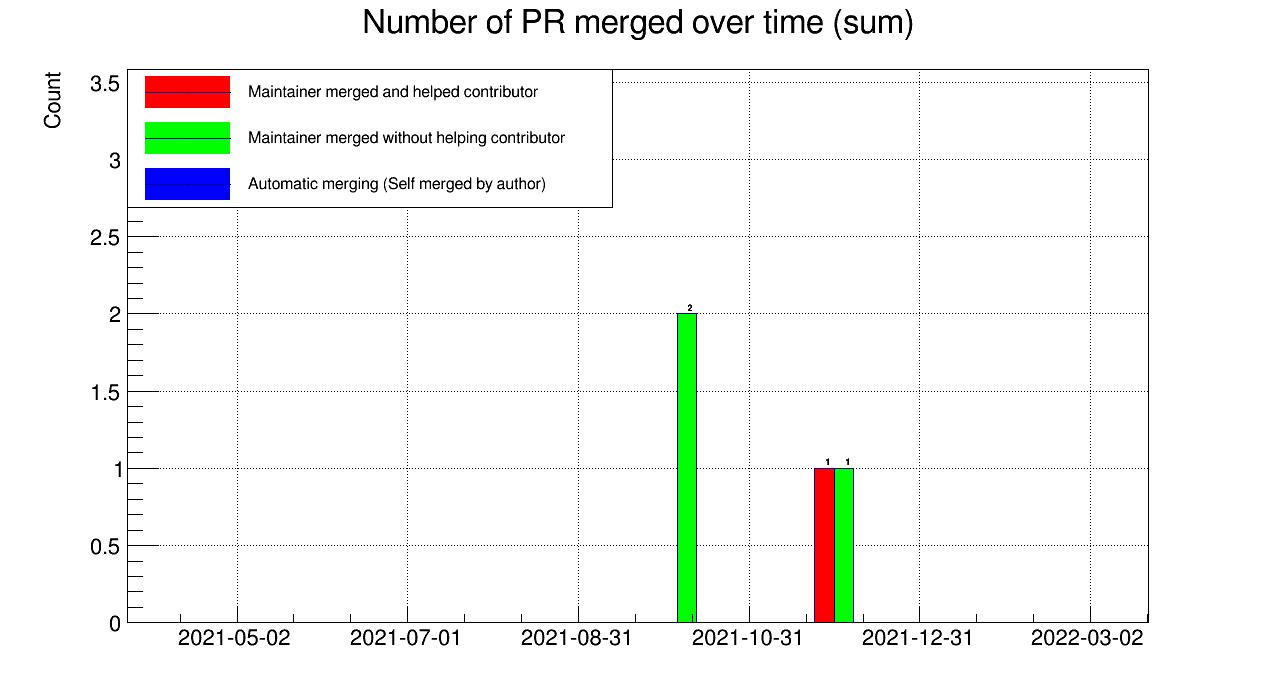 Number of PR merged over time (sum)
Count
3.5
Maintainer merged and helped contributor
Maintainer merged without helping contributor
3
Automatic merging (Self merged by author)
2.5
2
2
1.5
1
1 1
0.5
0
2021-05-02 2021-07-01 2021-08-31 2021-10-31 2021-12-31 2022-03-02